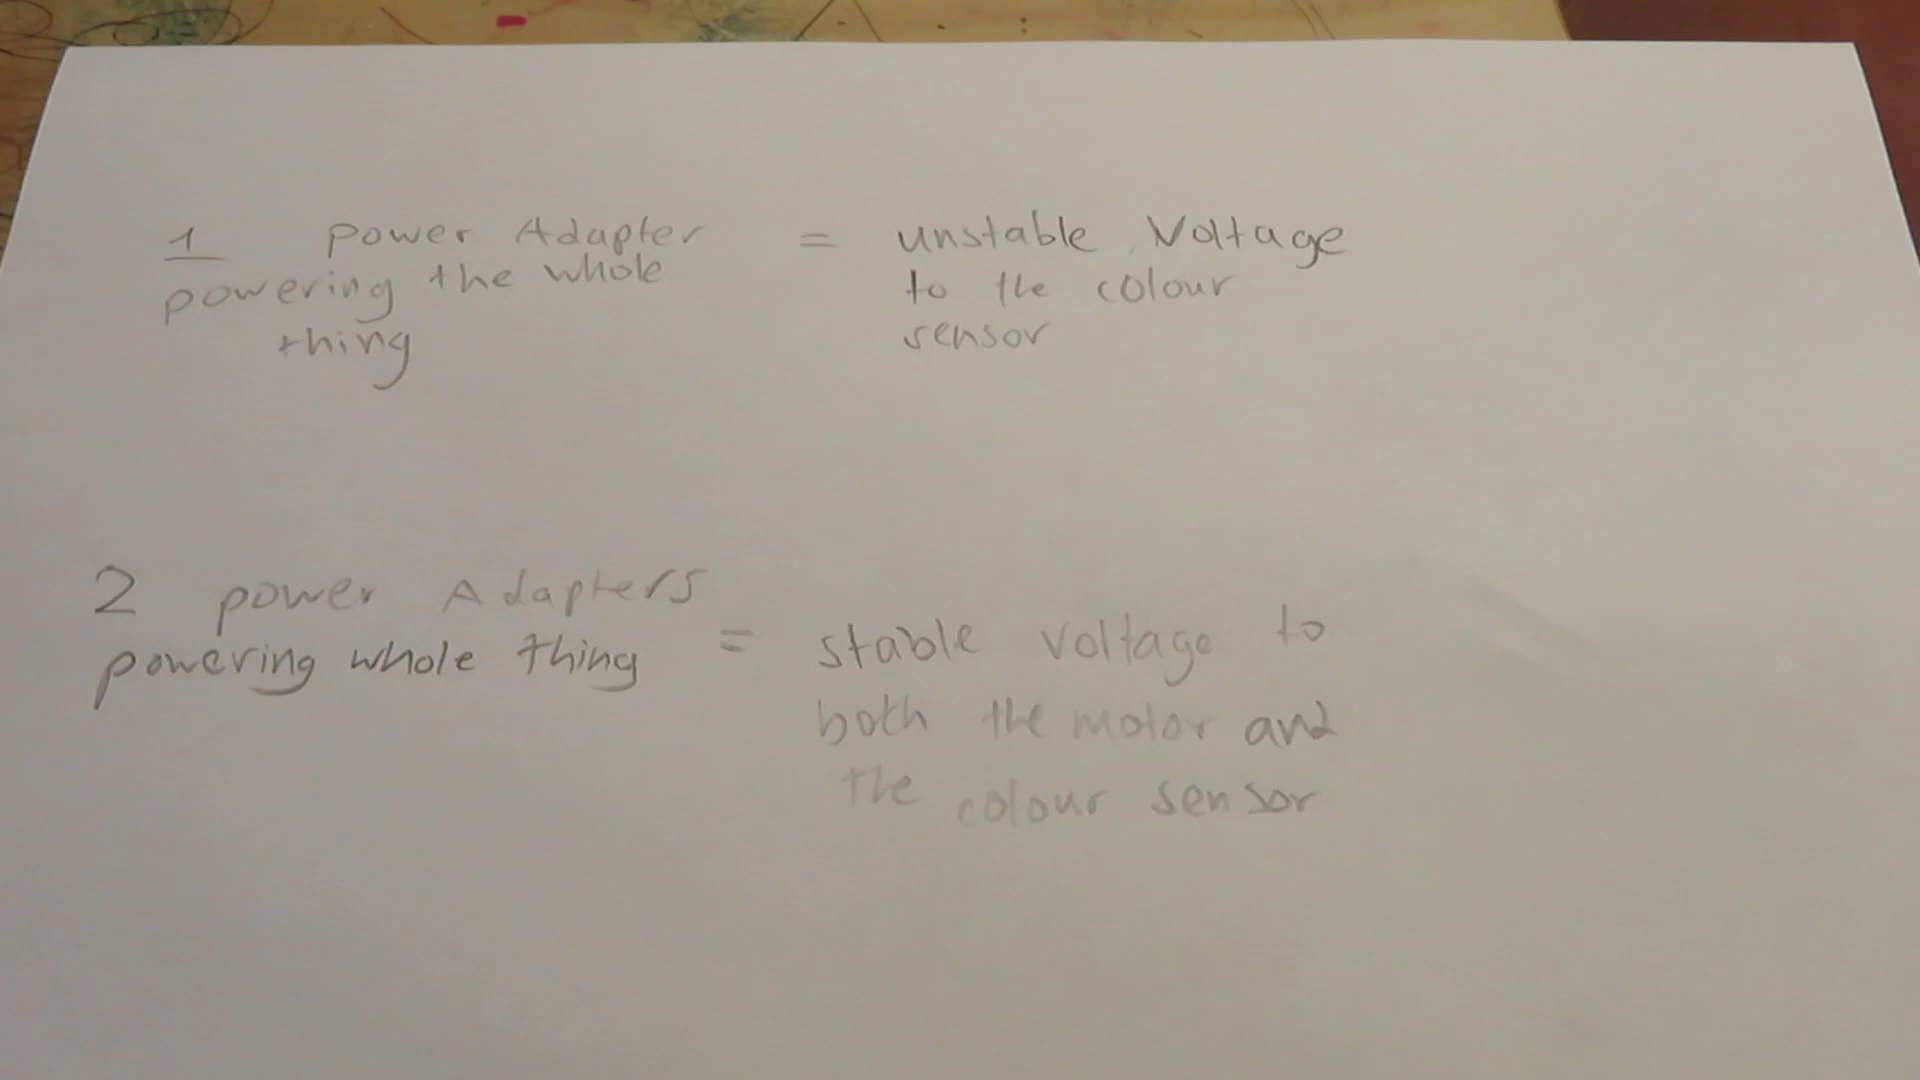 1 power Adapter
powering the whole
thing
= unstable Voltage
to the colour
sensor
2 power Adapters
powering whole thing
= stable voltage to
both the motor and
the colour sensor